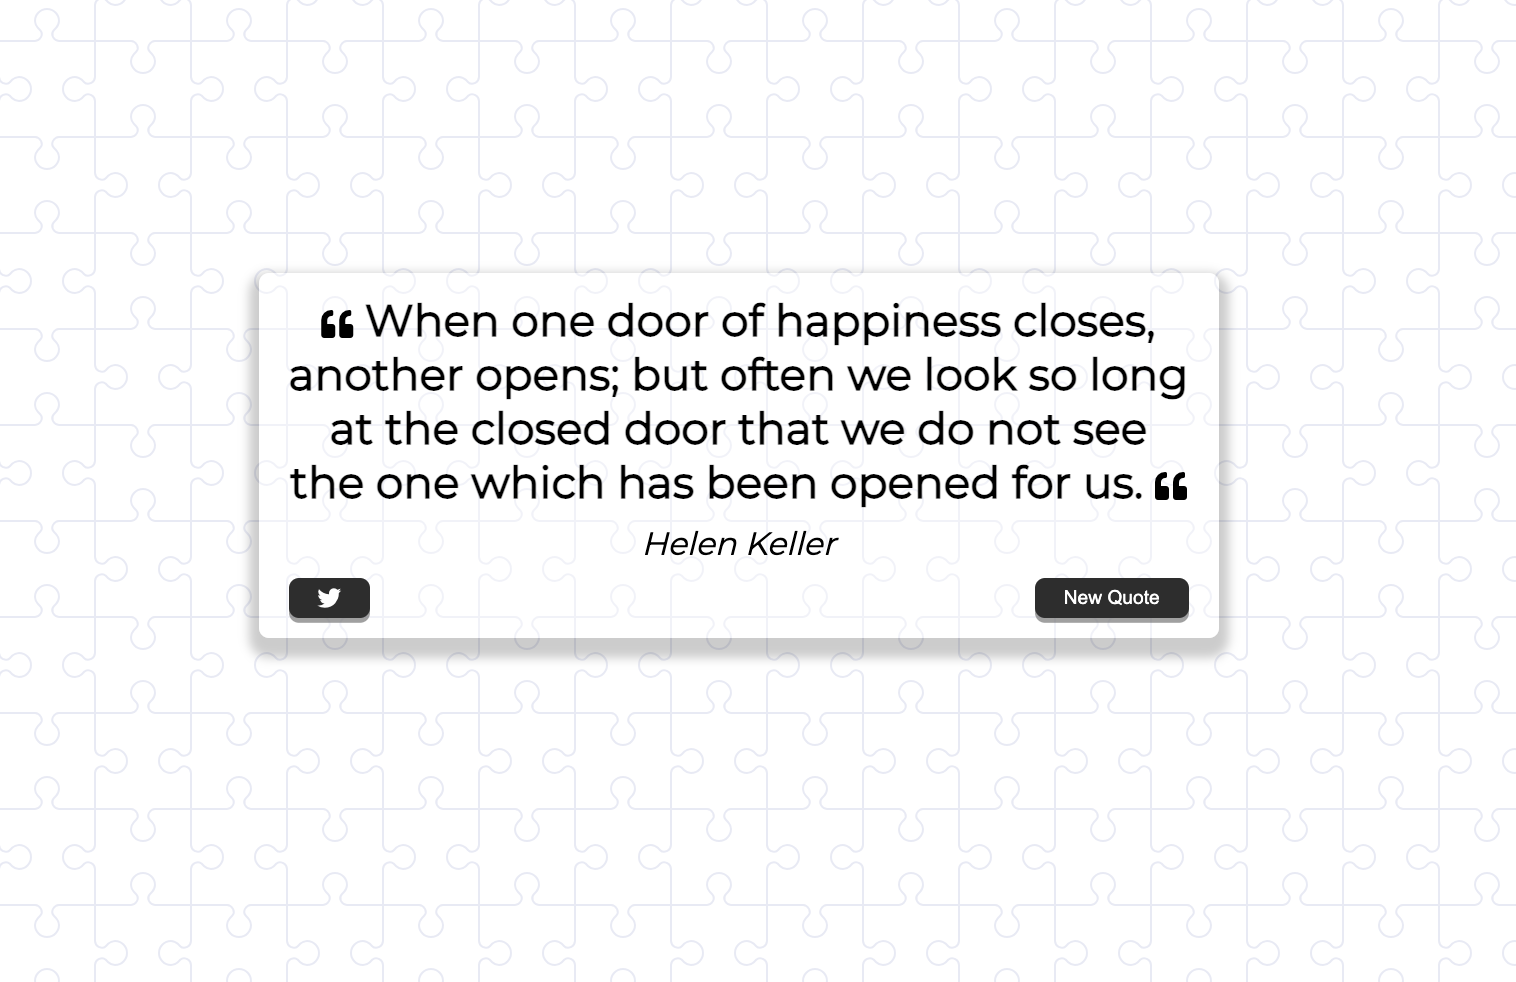 “ When one door of happiness closes,
another opens; but often we look so long
at the closed door that we do not see
the one which has been opened for us. “
Helen Keller
New Quote